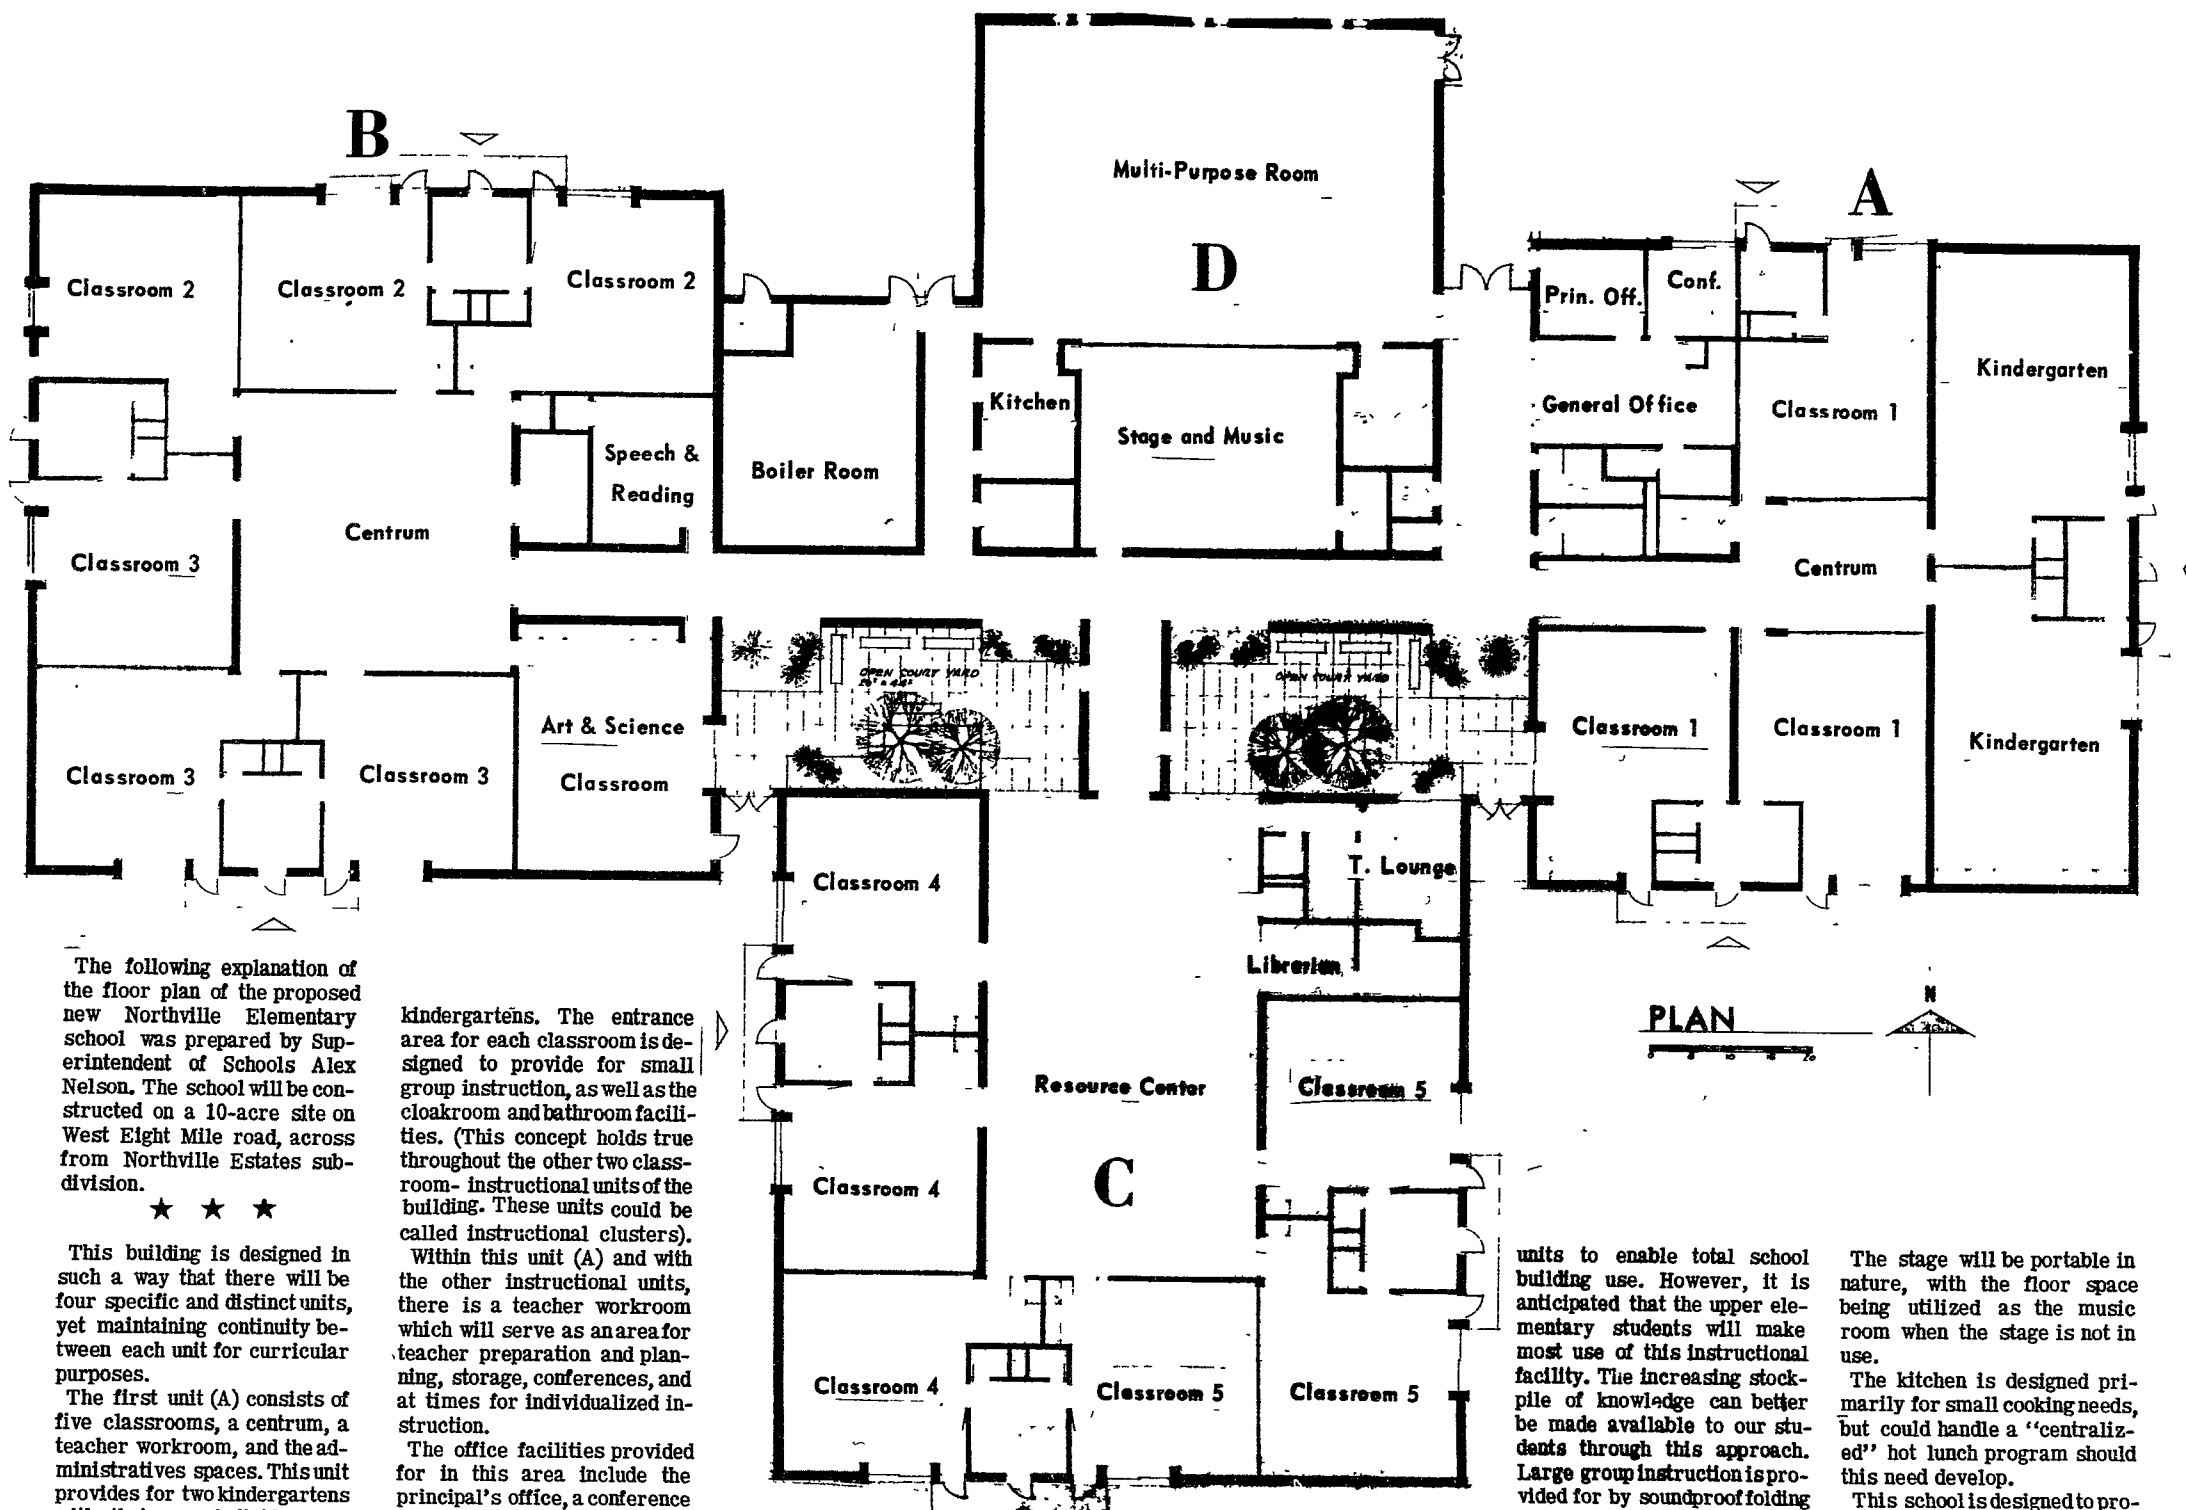 B
A
Multi-Purpose Room
D
Classroom 2
Classroom 2
Classroom 2
Prin. Off.
Conf.
Kindergarten
Kitchen
General Office
Classroom 1
Stage and Music
Speech &
Reading
Boiler Room
Centrum
Classroom 3
Centrum
OPEN COURT YARD
OPEN COURT YARD
Art & Science
Classroom
Classroom 1
Classroom 1
Kindergarten
Classroom 3
Classroom 3
Classroom 4
T. Lounge
Librarian
N
PLAN
Resource Center
Classroom 5
Classroom 4
C
Classroom 4
Classroom 5
Classroom 5
The following explanation of
the floor plan of the proposed
new Northville Elementary
school was prepared by Sup-
erintendent of Schools Alex
Nelson. The school will be con-
structed on a 10-acre site on
West Eight Mile road, across
from Northville Estates sub-
division.
★ ★ ★
This building is designed in
such a way that there will be
four specific and distinct units,
yet maintaining continuity be-
tween each unit for curricular
purposes.
The first unit (A) consists of
five classrooms, a centrum, a
teacher workroom, and the ad-
ministratives spaces. This unit
provides for two kindergartens
kindergartens. The entrance
area for each classroom is de-
signed to provide for small
group instruction, as well as the
cloakroom and bathroom facili-
ties. (This concept holds true
throughout the other two class-
room- instructional units of the
building. These units could be
called instructional clusters).
Within this unit (A) and with
the other instructional units,
there is a teacher workroom
which will serve as an area for
teacher preparation and plan-
ning, storage, conferences, and
at times for individualized in-
struction.
The office facilities provided
for in this area include the
principal's office, a conference
units to enable total school
building use. However, it is
anticipated that the upper ele-
mentary students will make
most use of this instructional
facility. The increasing stock-
pile of knowledge can better
be made available to our stu-
dents through this approach.
Large group instruction is pro-
vided for by soundproof folding
The stage will be portable in
nature, with the floor space
being utilized as the music
room when the stage is not in
use.
The kitchen is designed pri-
marily for small cooking needs,
but could handle a "centraliz-
ed" hot lunch program should
this need develop.
This school is designed to pro-